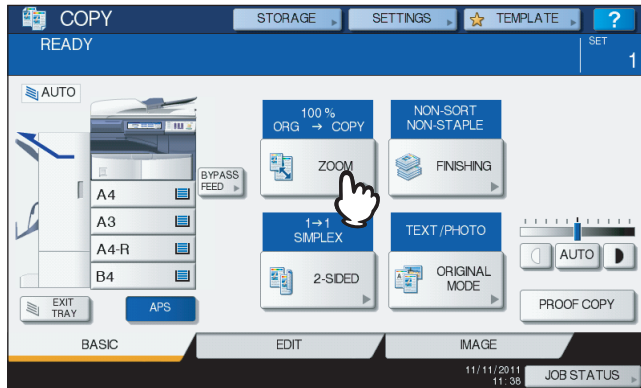 COPY
STORAGE
SETTINGS
TEMPLATE
?
READY
SET
1
AUTO
100 %
ORG → COPY
ZOOM
NON-SORT
NON-STAPLE
FINISHING
BYPASS
FEED
A4
A3
A4-R
B4
1→1
SIMPLEX
2-SIDED
TEXT/PHOTO
ORIGINAL
MODE
AUTO
EXIT
TRAY
APS
PROOF COPY
BASIC
EDIT
IMAGE
11/11/2011
11:38
JOB STATUS